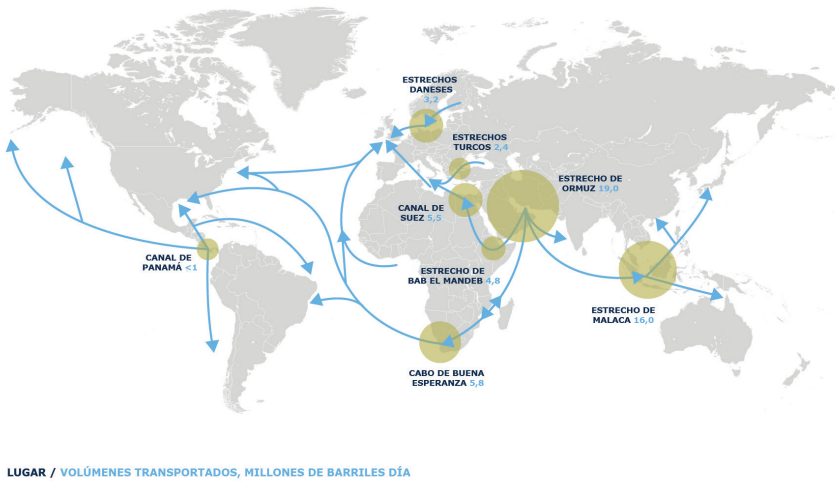 ESTRECHOS
DANESES
3,2
ESTRECHOS
TURCOS 2,4
ESTRECHO DE
ORMUZ 19,0
CANAL DE
SUEZ 5,5
CANAL DE
PANAMÁ <1
ESTRECHO DE
BAB EL MANDEB 4,8
ESTRECHO DE
MALACA 16,0
CABO DE BUENA
ESPERANZA 5,8
LUGAR / VOLÚMENES TRANSPORTADOS, MILLONES DE BARRILES DÍA